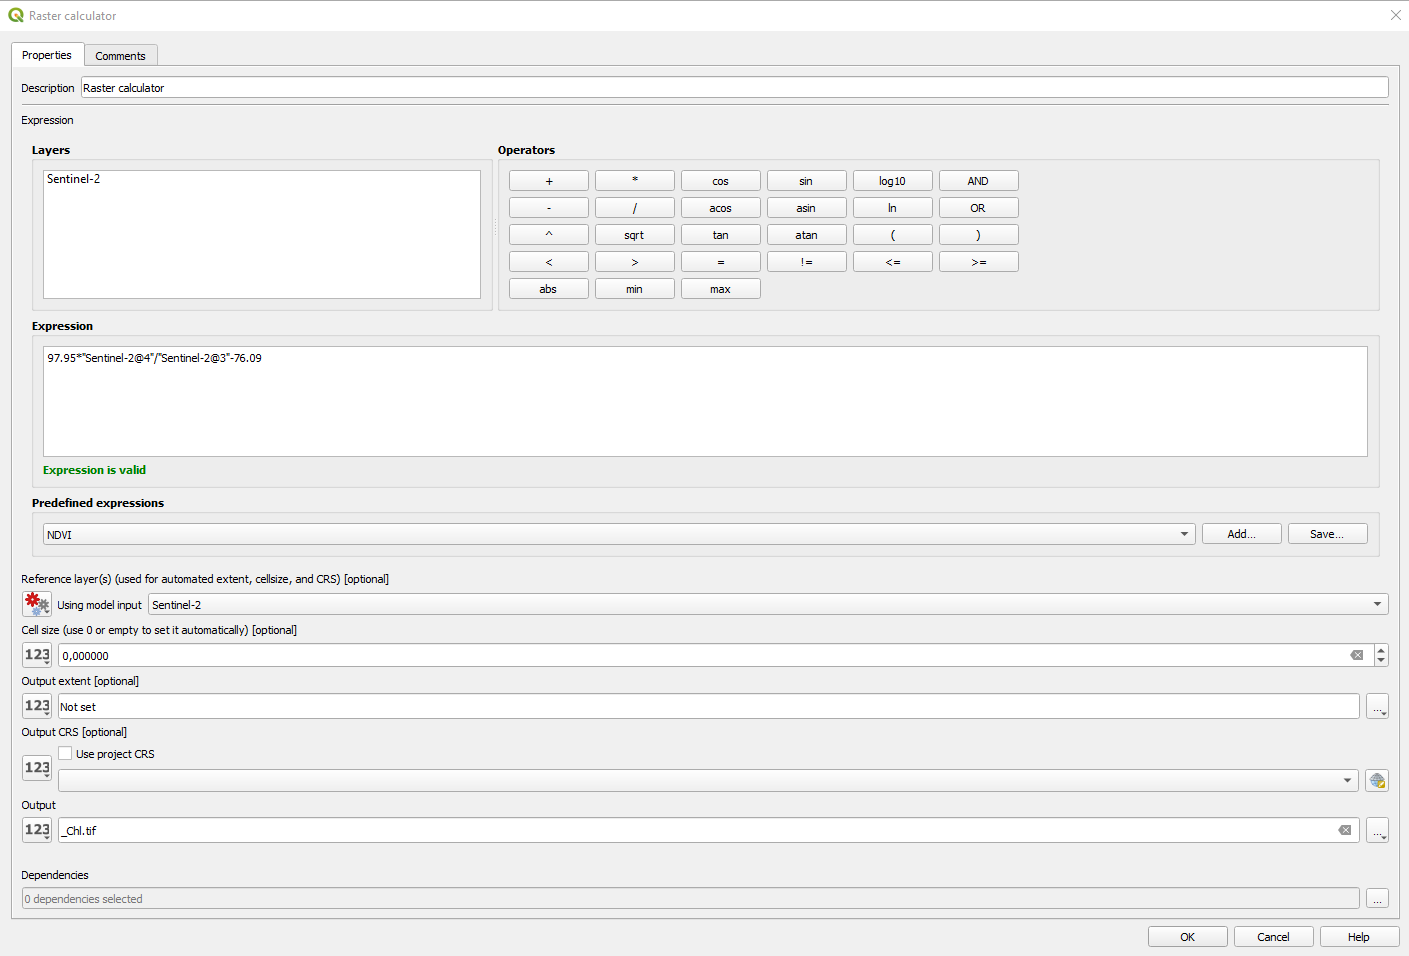 Raster calculator
Properties
Comments
Description
Raster calculator
Expression
Layers
Operators
Sentinel-2
+ * cos sin log10 AND
- / acos asin ln OR
^ sqrt tan atan ( )
< > = != <= >=
abs min max
Expression
97.95*"Sentinel-2@4"/"Sentinel-2@3"-76.09
Expression is valid
Predefined expressions
NDVI
Add...
Save...
Reference layer(s) (used for automated extent, cellsize, and CRS) [optional]
Using model input
Sentinel-2
Cell size (use 0 or empty to set it automatically) [optional]
123
0,000000
Output extent [optional]
123
Not set
...
Output CRS [optional]
Use project CRS
123
Output
123
_Chl.tif
...
Dependencies
0 dependencies selected
...
OK
Cancel
Help